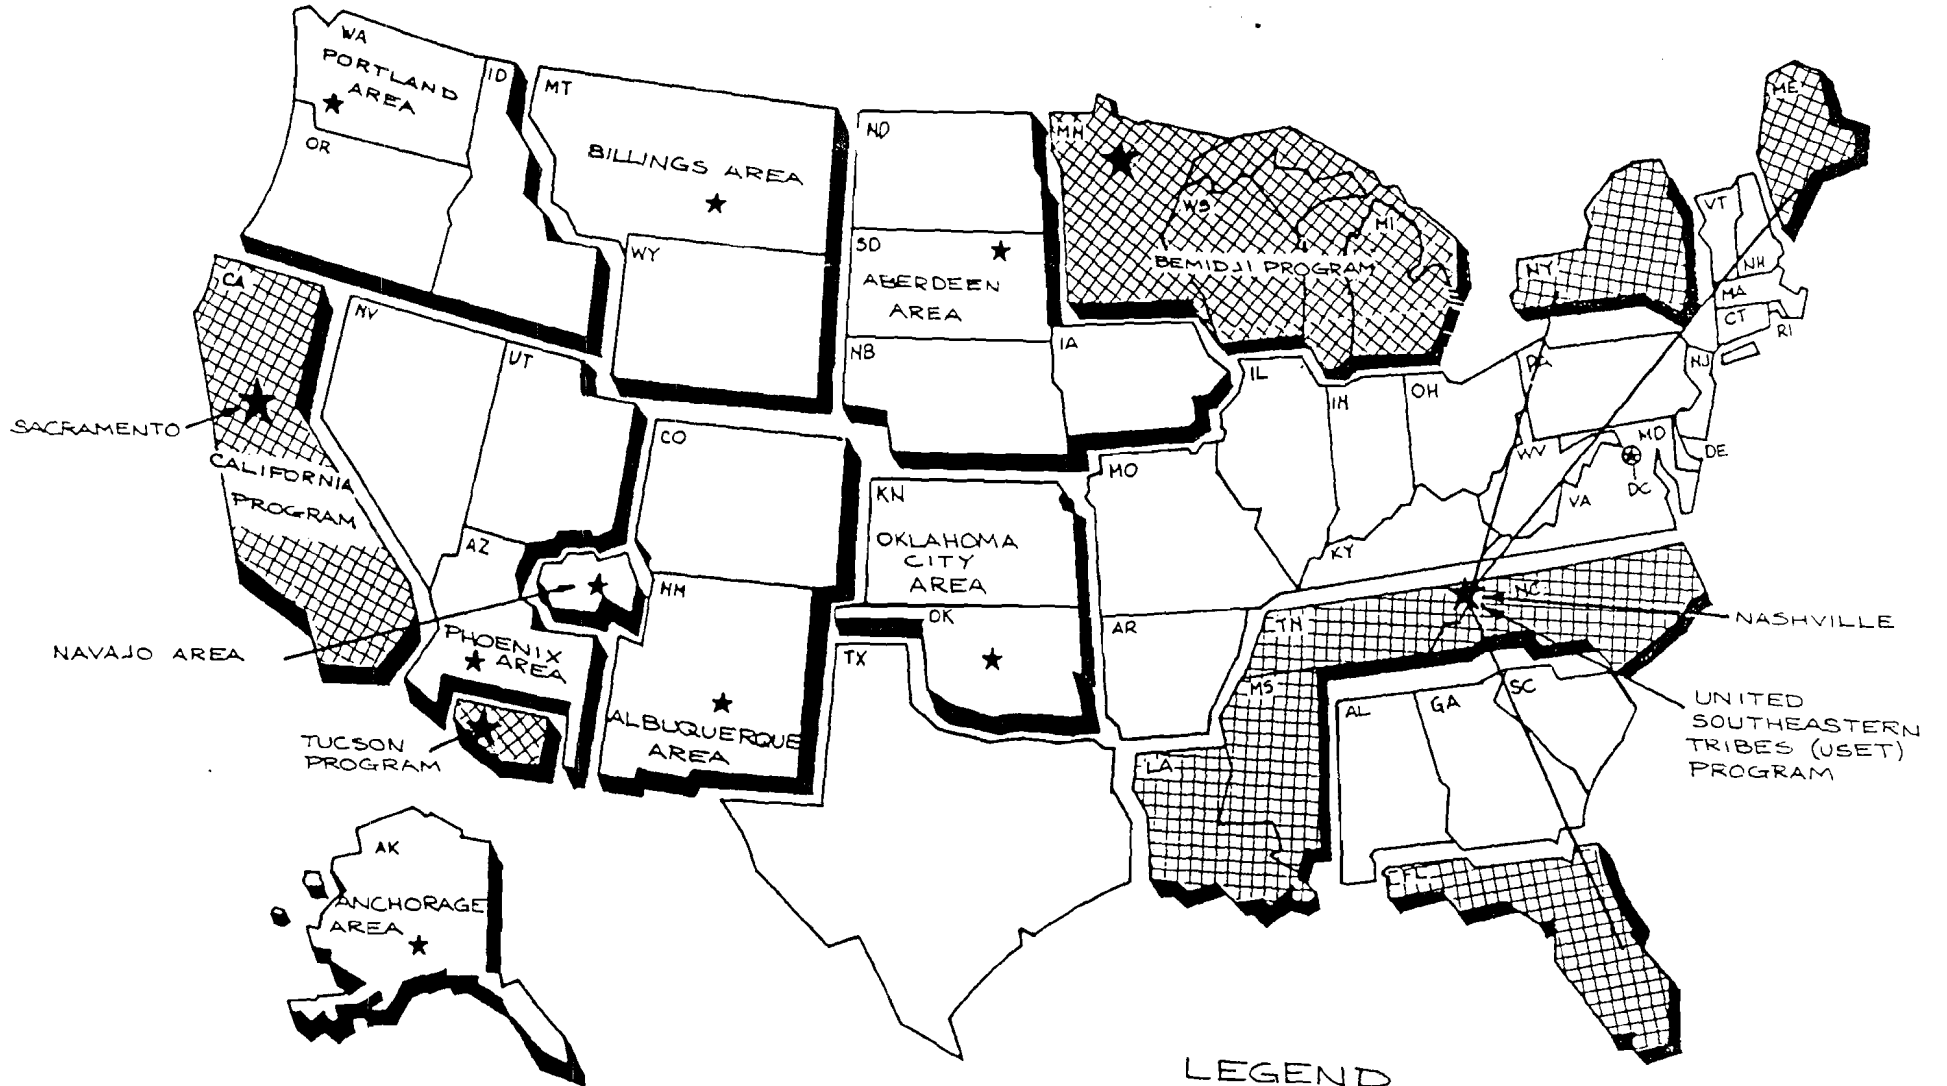 WA
PORTLAND
AREA
ID
OR
MT
BILLINGS AREA
WY
ND
SD
ABERDEEN
AREA
NB
IA
MN
WS
MI
BEMIDJI PROGRAM
ME
VT
NH
NY
MA
CT
RI
PA
NJ
CA
SACRAMENTO
CALIFORNIA
PROGRAM
NV
UT
AZ
CO
KN
OKLAHOMA
CITY
AREA
MO
IL
IN
OH
WV
MD
DE
DC
VA
KY
NAVAJO AREA
PHOENIX
AREA
NM
ALBUQUERQUE
AREA
TUCSON
PROGRAM
OK
TX
AR
TN
NC
NASHVILLE
MS
LA
AL
GA
SC
UNITED
SOUTHEASTERN
TRIBES (USET)
PROGRAM
FL
AK
ANCHORAGE
AREA
LEGEND